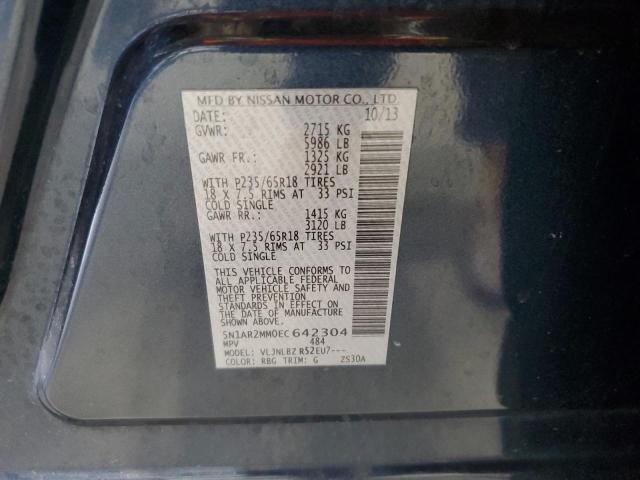 MFD BY NISSAN MOTOR CO., LTD.
DATE: 10/13
GVWR: 2715 KG
5986 LB
GAWR FR.: 1325 KG
2921 LB
WITH P235/65R18 TIRES
18 X 7.5 RIMS AT 33 PSI
COLD SINGLE
GAWR RR.: 1415 KG
3120 LB
WITH P235/65R18 TIRES
18 X 7.5 RIMS AT 33 PSI
COLD SINGLE
THIS VEHICLE CONFORMS TO
ALL APPLICABLE FEDERAL
MOTOR VEHICLE SAFETY AND
THEFT PREVENTION
STANDARDS IN EFFECT ON
THE DATE OF MANUFACTURE
SHOWN ABOVE.
5N1AR2MM0EC642304
MPV 484
MODEL: VLJNLBZ R52EU7---
COLOR: RBG TRIM: G ZS30A